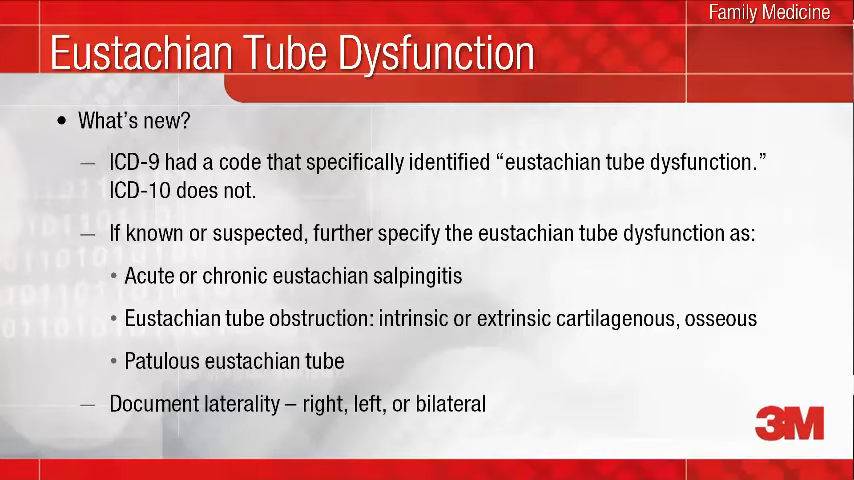 Family Medicine
Eustachian Tube Dysfunction
• What's new?
— ICD-9 had a code that specifically identified “eustachian tube dysfunction.”
ICD-10 does not.
— If known or suspected, further specify the eustachian tube dysfunction as:
• Acute or chronic eustachian salpingitis
• Eustachian tube obstruction: intrinsic or extrinsic cartilagenous, osseous
• Patulous eustachian tube
— Document laterality – right, left, or bilateral
3M